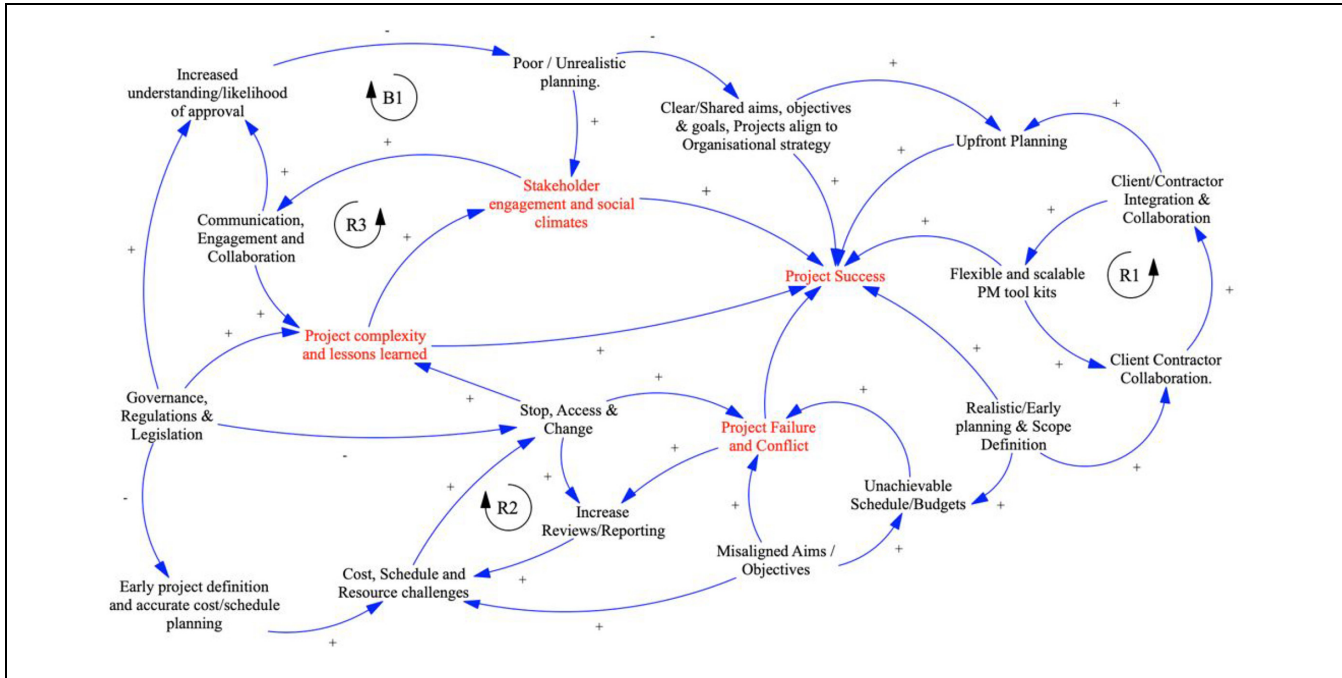 Increased
understanding/likelihood
of approval
-
B1
Poor / Unrealistic
planning.
-
+
+
Clear/Shared aims, objectives
& goals, Projects align to
Organisational strategy
+
+
Upfront Planning
+
+
Client/Contractor
Integration &
Collaboration
+
R1
+
Flexible and scalable
PM tool kits
+
+
Client Contractor
Collaboration.
Stakeholder
engagement and social
climates
+
+
Communication,
Engagement and
Collaboration
R3
+
+
+
Project Success
Project complexity
and lessons learned
+
+
+
Governance,
Regulations &
Legislation
-
-
Stop, Access &
Change
+
+
Project Failure
and Conflict
+
+
+
Realistic/Early
planning & Scope
Definition
+
+
+
Unachievable
Schedule/Budgets
+
R2
+
Increase
Reviews/Reporting
+
+
Misaligned Aims /
Objectives
+
Cost, Schedule and
Resource challenges
+
Early project definition
and accurate cost/schedule
planning
+